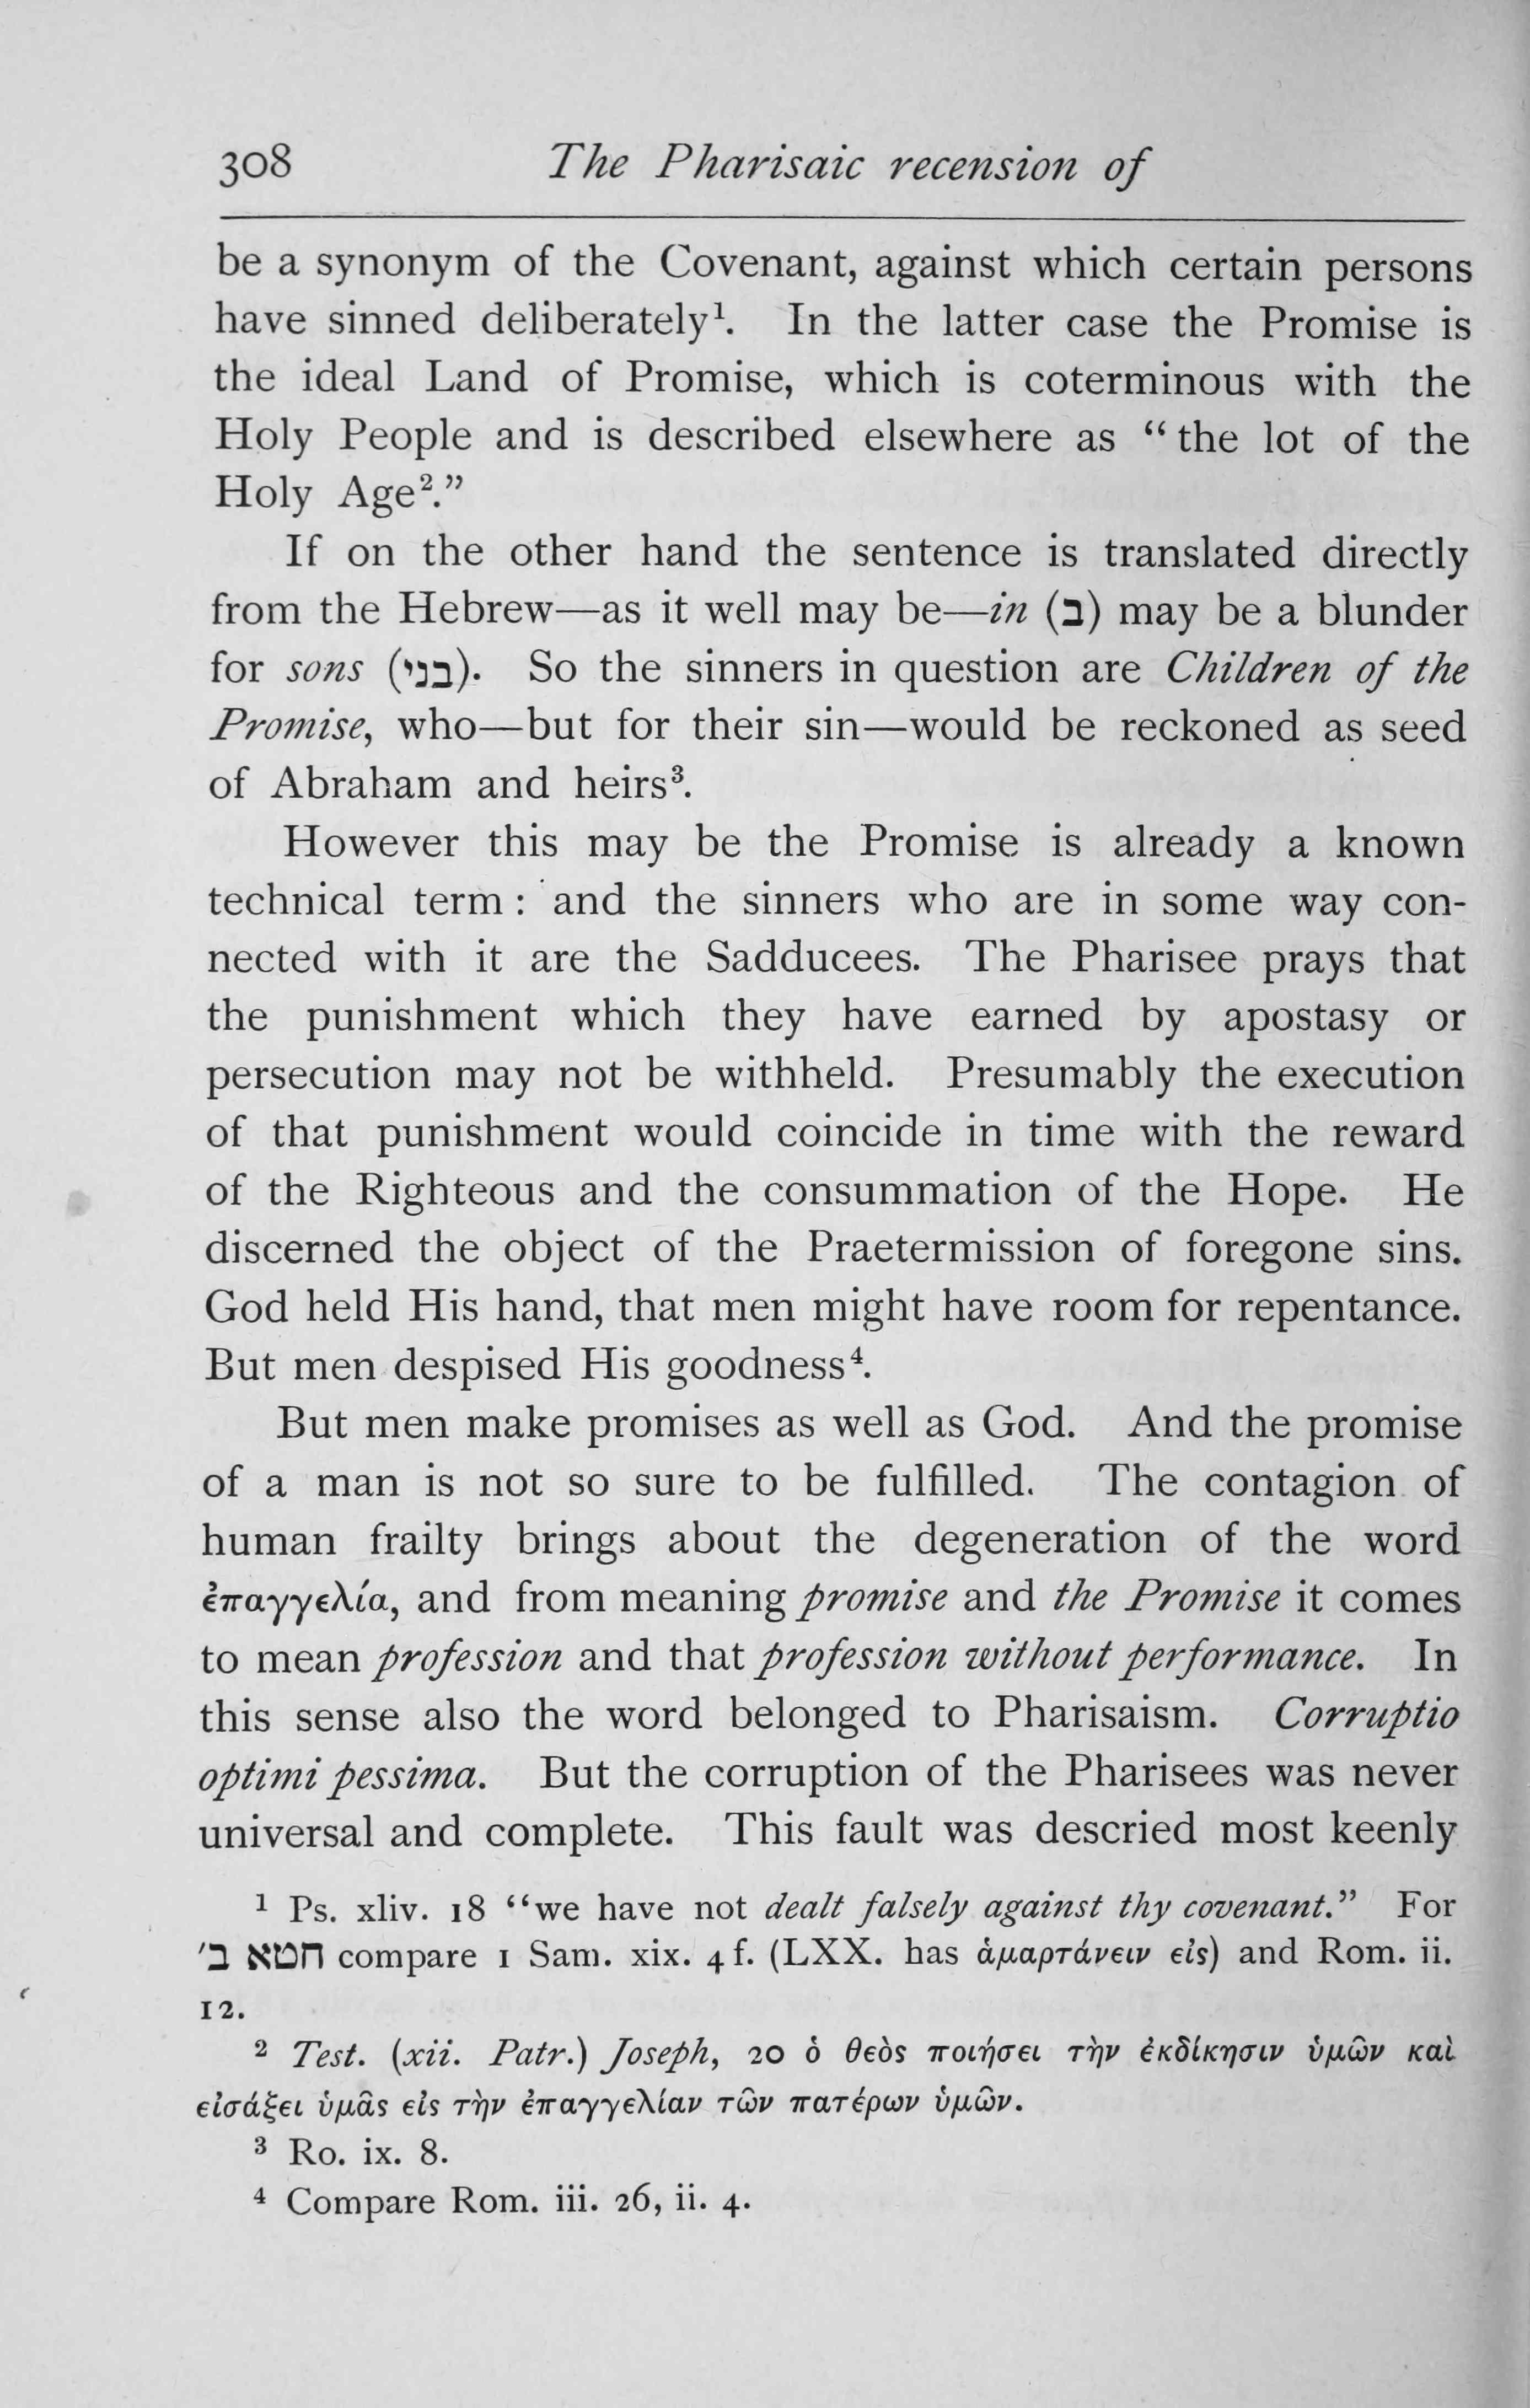 308 The Pharisaic recension of
be a synonym of the Covenant, against which certain persons
have sinned deliberately¹. In the latter case the Promise is
the ideal Land of Promise, which is coterminous with the
Holy People and is described elsewhere as “the lot of the
Holy Age².”
If on the other hand the sentence is translated directly
from the Hebrew—as it well may be—in (ב) may be a blunder
for sons (בני). So the sinners in question are Children of the
Promise, who—but for their sin—would be reckoned as seed
of Abraham and heirs³.
However this may be the Promise is already a known
technical term : and the sinners who are in some way con-
nected with it are the Sadducees. The Pharisee prays that
the punishment which they have earned by apostasy or
persecution may not be withheld. Presumably the execution
of that punishment would coincide in time with the reward
of the Righteous and the consummation of the Hope. He
discerned the object of the Praetermission of foregone sins.
God held His hand, that men might have room for repentance.
But men despised His goodness⁴.
But men make promises as well as God. And the promise
of a man is not so sure to be fulfilled. The contagion of
human frailty brings about the degeneration of the word
ἐπαγγελία, and from meaning promise and the Promise it comes
to mean profession and that profession without performance. In
this sense also the word belonged to Pharisaism. Corruptio
optimi pessima. But the corruption of the Pharisees was never
universal and complete. This fault was descried most keenly
¹ Ps. xliv. 18 “we have not dealt falsely against thy covenant.” For
חטא ב׳ compare 1 Sam. xix. 4 f. (LXX. has ἁμαρτάνειν εἰς) and Rom. ii.
12.
² Test. (xii. Patr.) Joseph, 20 ὁ θεὸς ποιήσει τὴν ἐκδίκησιν ὑμῶν καὶ
εἰσάξει ὑμᾶς εἰς τὴν ἐπαγγελίαν τῶν πατέρων ὑμῶν.
³ Ro. ix. 8.
⁴ Compare Rom. iii. 26, ii. 4.